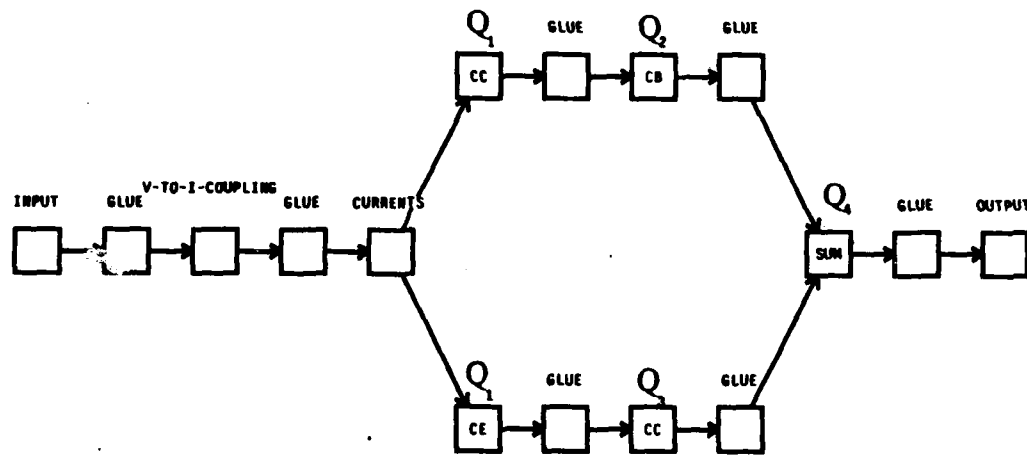 Q₁ GLUE Q₂ GLUE
CC CB
V-TO-I-COUPLING
INPUT GLUE GLUE CURRENTS Q₄ GLUE OUTPUT
SUM
Q₁ GLUE Q₃ GLUE
CE CC